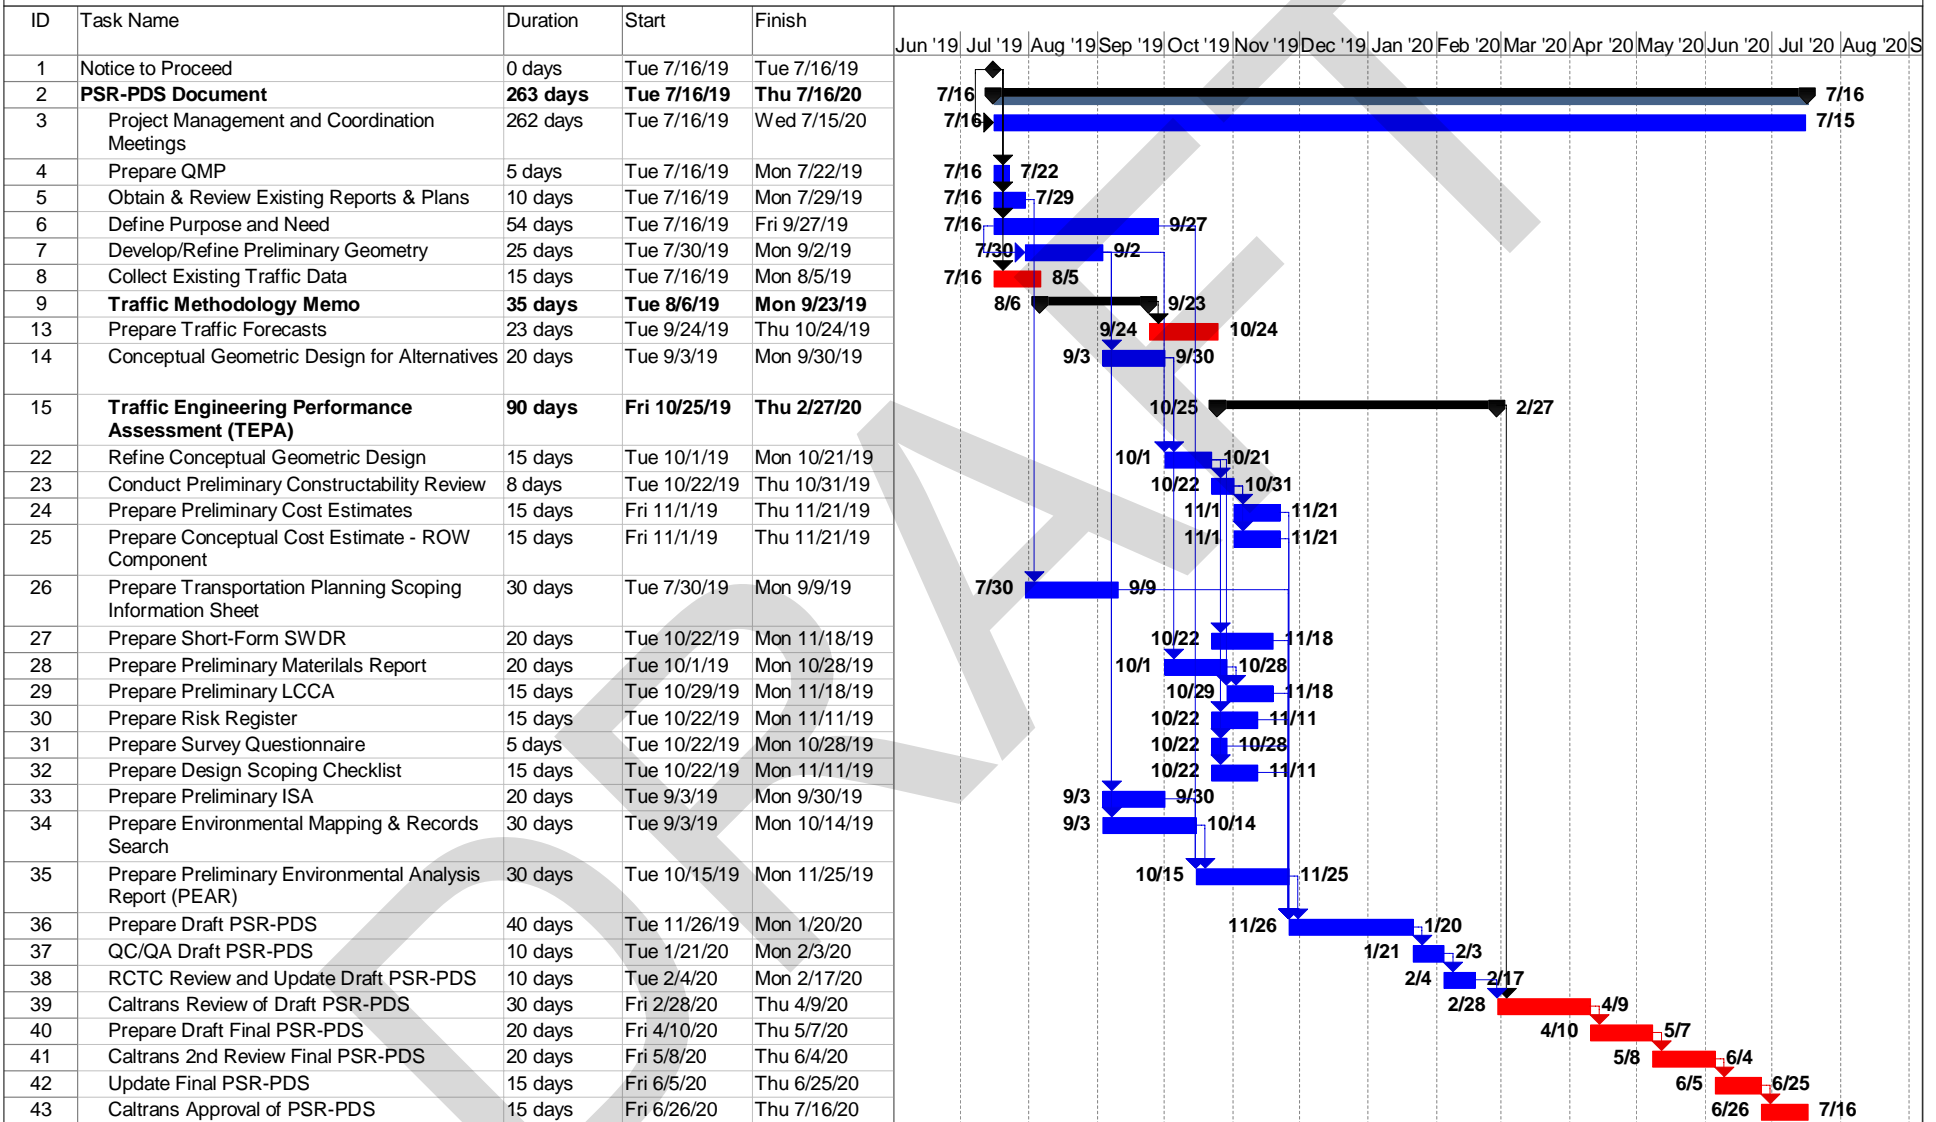 ID Task Name Duration Start Finish
Jun '19 Jul '19 Aug '19 Sep '19 Oct '19 Nov '19 Dec '19 Jan '20 Feb '20 Mar '20 Apr '20 May '20 Jun '20 Jul '20 Aug '20 S
1 Notice to Proceed 0 days Tue 7/16/19 Tue 7/16/19
2 PSR-PDS Document 263 days Tue 7/16/19 Thu 7/16/20 7/16 7/16
3 Project Management and Coordination 262 days Tue 7/16/19 Wed 7/15/20 7/16 7/15
Meetings
4 Prepare QMP 5 days Tue 7/16/19 Mon 7/22/19 7/16 7/22
5 Obtain & Review Existing Reports & Plans 10 days Tue 7/16/19 Mon 7/29/19 7/16 7/29
6 Define Purpose and Need 54 days Tue 7/16/19 Fri 9/27/19 7/16 9/27
7 Develop/Refine Preliminary Geometry 25 days Tue 7/30/19 Mon 9/2/19 7/30 9/2
8 Collect Existing Traffic Data 15 days Tue 7/16/19 Mon 8/5/19 7/16 8/5
9 Traffic Methodology Memo 35 days Tue 8/6/19 Mon 9/23/19 8/6 9/23
13 Prepare Traffic Forecasts 23 days Tue 9/24/19 Thu 10/24/19 9/24 10/24
14 Conceptual Geometric Design for Alternatives 20 days Tue 9/3/19 Mon 9/30/19 9/3 9/30
15 Traffic Engineering Performance 90 days Fri 10/25/19 Thu 2/27/20 10/25 2/27
Assessment (TEPA)
22 Refine Conceptual Geometric Design 15 days Tue 10/1/19 Mon 10/21/19 10/1 10/21
23 Conduct Preliminary Constructability Review 8 days Tue 10/22/19 Thu 10/31/19 10/22 10/31
24 Prepare Preliminary Cost Estimates 15 days Fri 11/1/19 Thu 11/21/19 11/1 11/21
25 Prepare Conceptual Cost Estimate - ROW 15 days Fri 11/1/19 Thu 11/21/19 11/1 11/21
Component
26 Prepare Transportation Planning Scoping 30 days Tue 7/30/19 Mon 9/9/19 7/30 9/9
Information Sheet
27 Prepare Short-Form SWDR 20 days Tue 10/22/19 Mon 11/18/19 10/22 11/18
28 Prepare Preliminary Materilals Report 20 days Tue 10/1/19 Mon 10/28/19 10/1 10/28
29 Prepare Preliminary LCCA 15 days Tue 10/29/19 Mon 11/18/19 10/29 11/18
30 Prepare Risk Register 15 days Tue 10/22/19 Mon 11/11/19 10/22 11/11
31 Prepare Survey Questionnaire 5 days Tue 10/22/19 Mon 10/28/19 10/22 10/28
32 Prepare Design Scoping Checklist 15 days Tue 10/22/19 Mon 11/11/19 10/22 11/11
33 Prepare Preliminary ISA 20 days Tue 9/3/19 Mon 9/30/19 9/3 9/30
34 Prepare Environmental Mapping & Records 30 days Tue 9/3/19 Mon 10/14/19 9/3 10/14
Search
35 Prepare Preliminary Environmental Analysis 30 days Tue 10/15/19 Mon 11/25/19 10/15 11/25
Report (PEAR)
36 Prepare Draft PSR-PDS 40 days Tue 11/26/19 Mon 1/20/20 11/26 1/20
37 QC/QA Draft PSR-PDS 10 days Tue 1/21/20 Mon 2/3/20 1/21 2/3
38 RCTC Review and Update Draft PSR-PDS 10 days Tue 2/4/20 Mon 2/17/20 2/4 2/17
39 Caltrans Review of Draft PSR-PDS 30 days Fri 2/28/20 Thu 4/9/20 2/28 4/9
40 Prepare Draft Final PSR-PDS 20 days Fri 4/10/20 Thu 5/7/20 4/10 5/7
41 Caltrans 2nd Review Final PSR-PDS 20 days Fri 5/8/20 Thu 6/4/20 5/8 6/4
42 Update Final PSR-PDS 15 days Fri 6/5/20 Thu 6/25/20 6/5 6/25
43 Caltrans Approval of PSR-PDS 15 days Fri 6/26/20 Thu 7/16/20 6/26 7/16
DRAFT